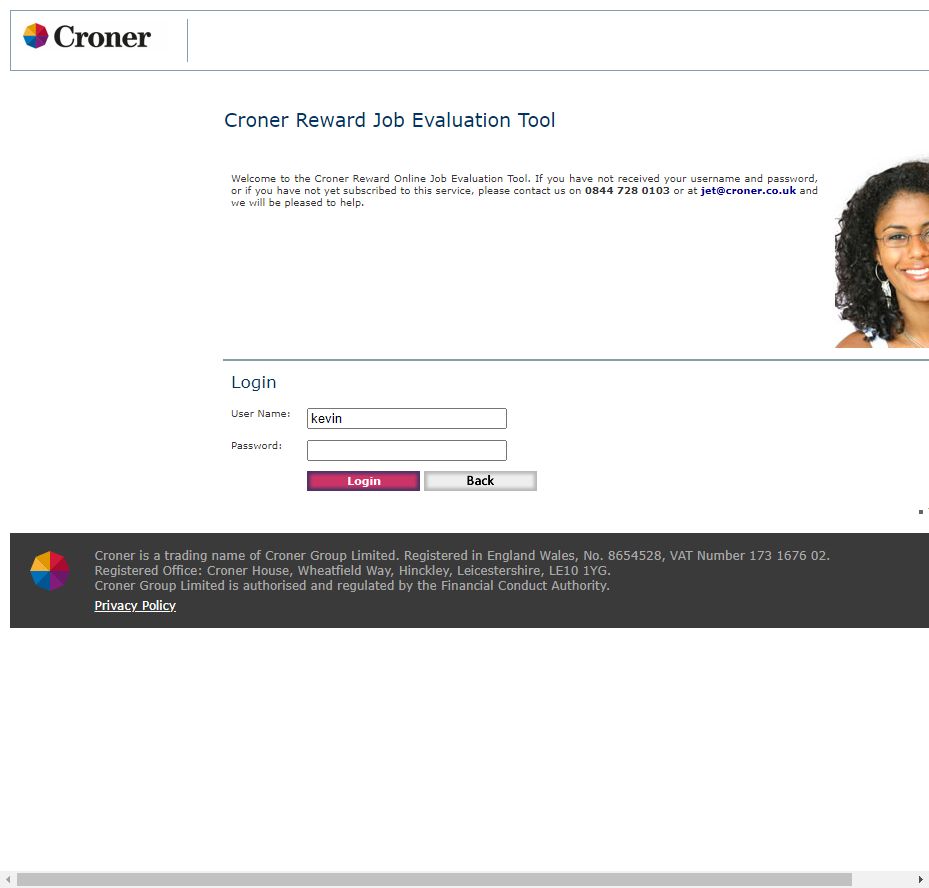 Croner
Croner Reward Job Evaluation Tool
Welcome to the Croner Reward Online Job Evaluation Tool. If you have not received your username and password,
or if you have not yet subscribed to this service, please contact us on 0844 728 0103 or at jet@croner.co.uk and
we will be pleased to help.
Login
User Name:
kevin
Password:
Login
Back
Croner is a trading name of Croner Group Limited. Registered in England Wales, No. 8654528, VAT Number 173 1676 02.
Registered Office: Croner House, Wheatfield Way, Hinckley, Leicestershire, LE10 1YG.
Croner Group Limited is authorised and regulated by the Financial Conduct Authority.
Privacy Policy